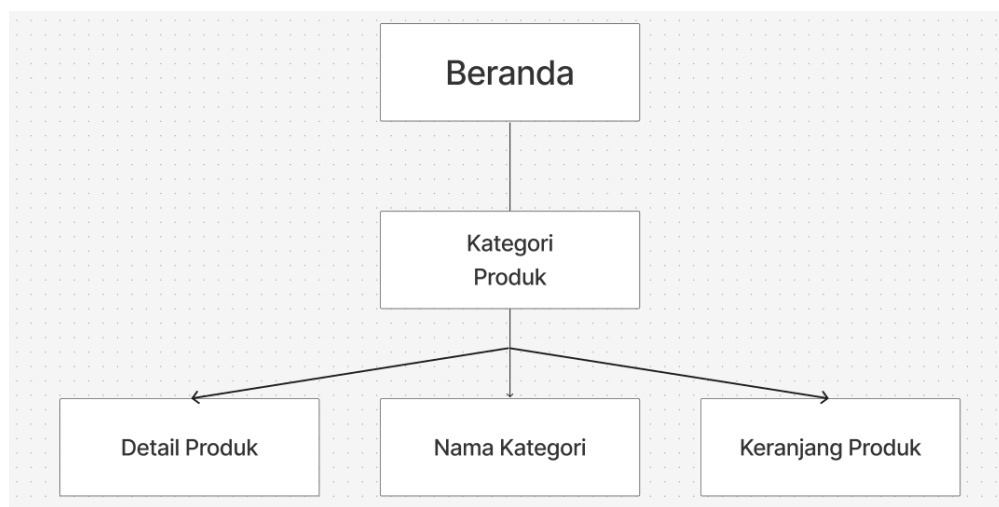 Beranda
Kategori
Produk
Detail Produk
Nama Kategori
Keranjang Produk